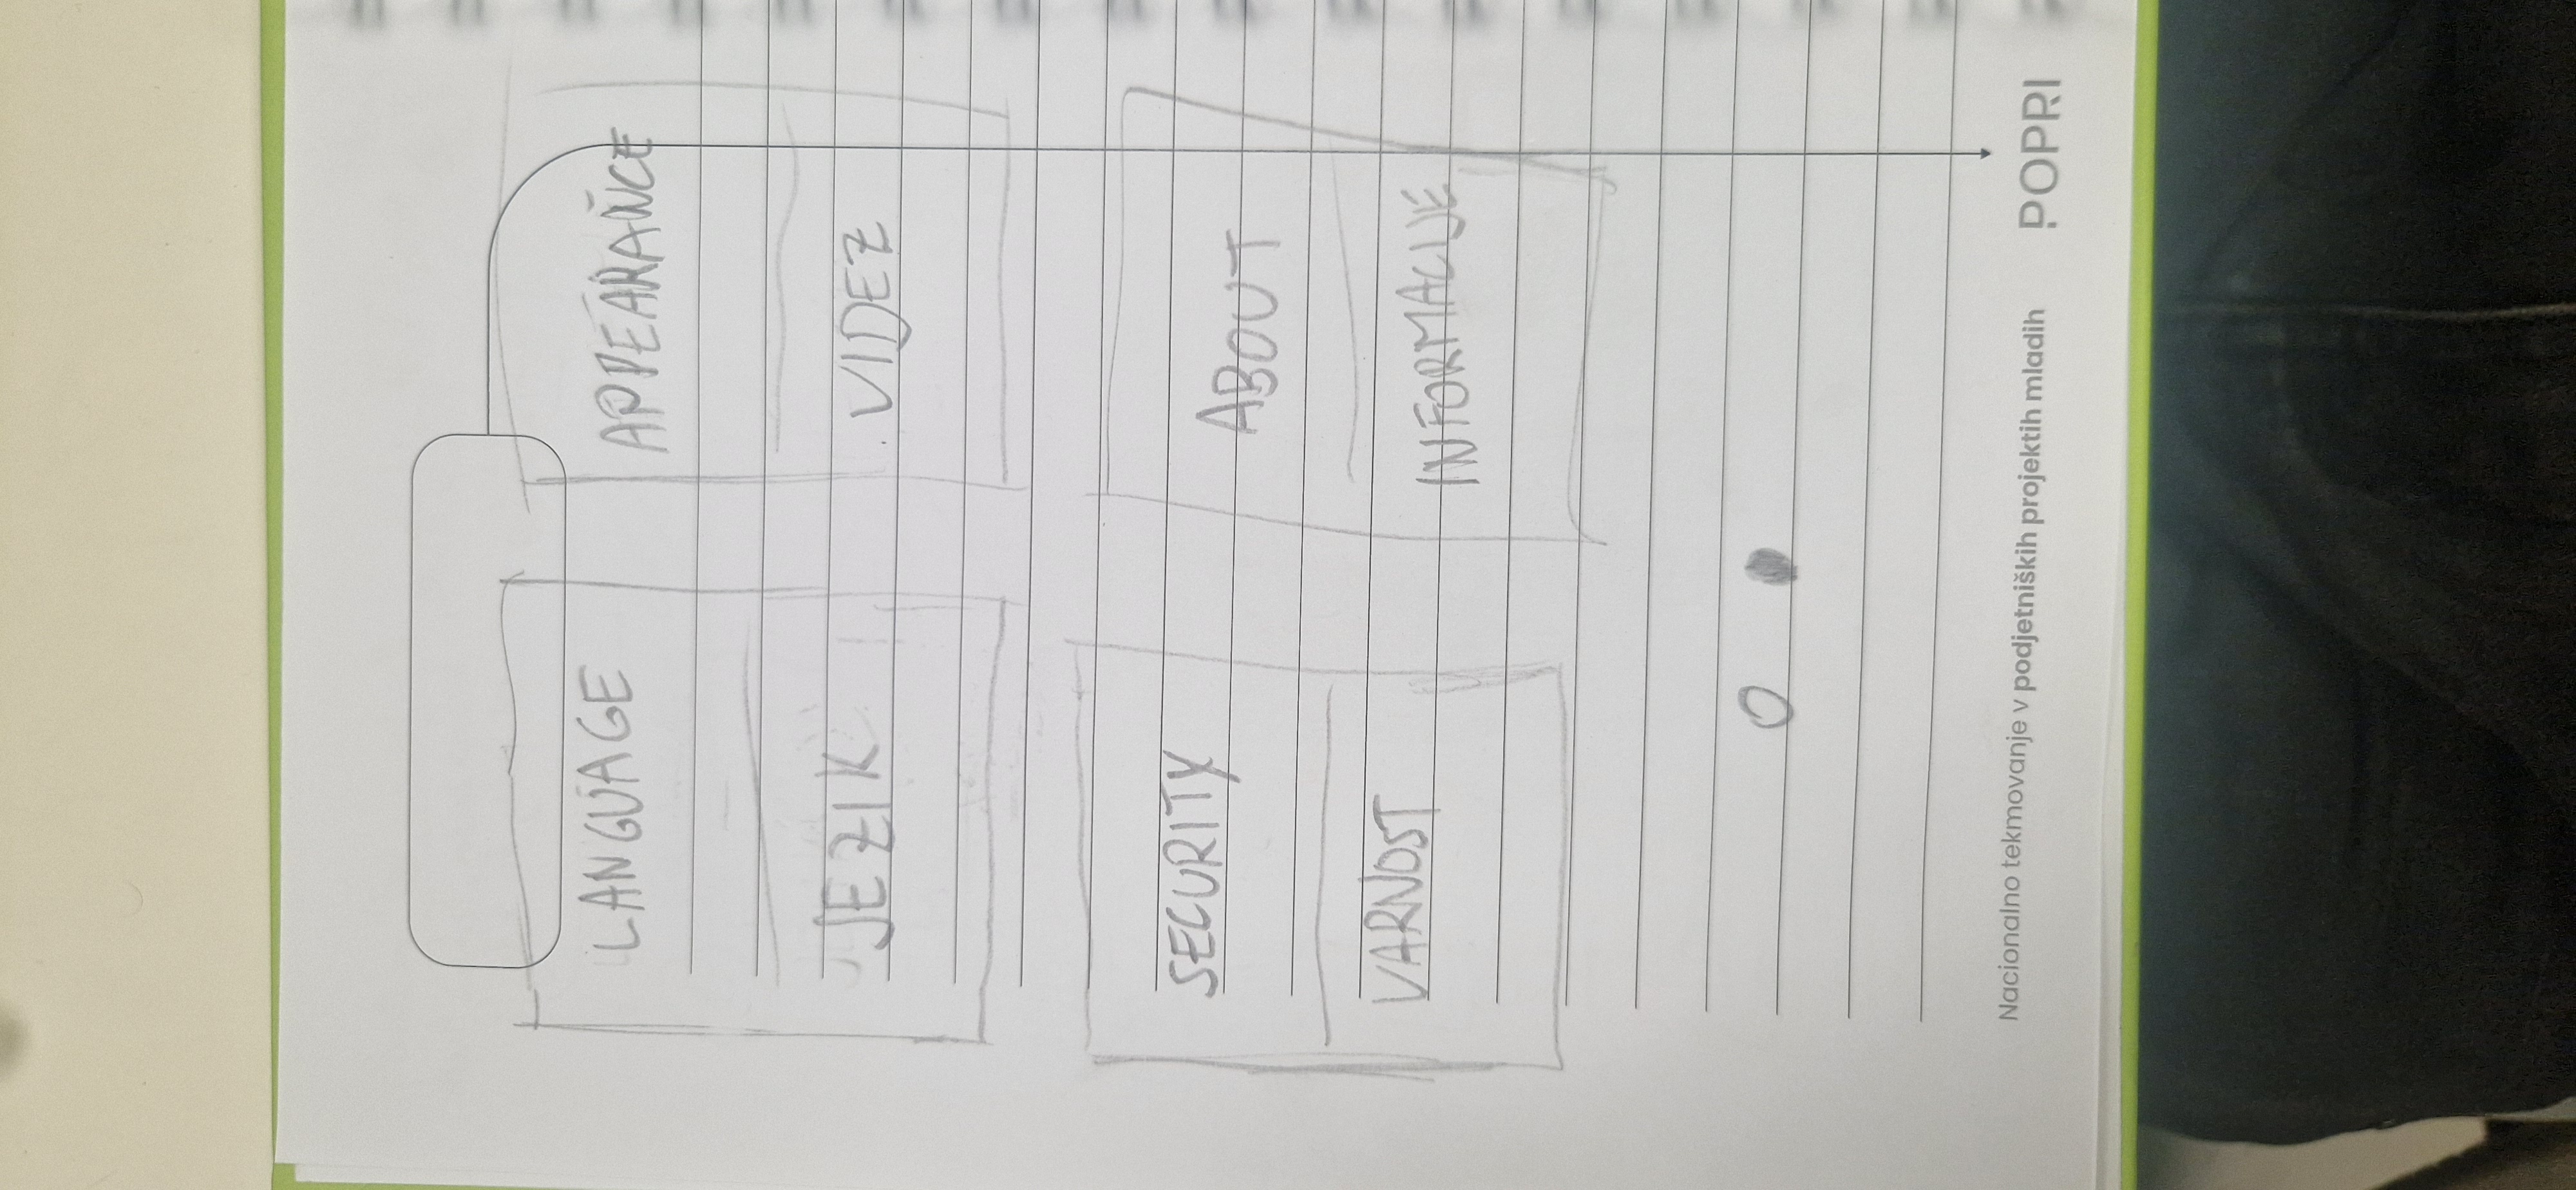 LANGUAGE
APPEARANCE
JEZIK
VIDEZ
SECURITY
ABOUT
VARNOST
INFORMACIJE
Nacionalno tekmovanje v podjetniških projektih mladih
POPRI